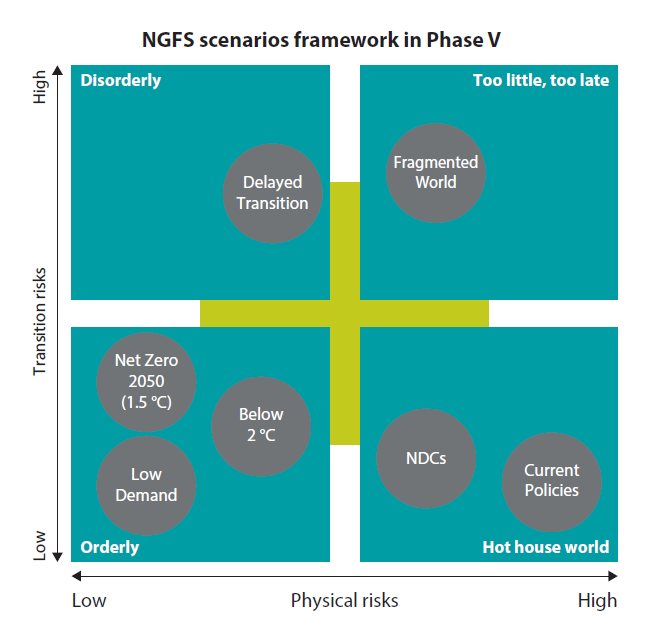 NGFS scenarios framework in Phase V
High
Disorderly
Too little, too late
Delayed
Transition
Fragmented
World
Transition risks
Net Zero
2050
(1.5 °C)
Below
2 °C
Low
Demand
NDCs
Current
Policies
Low
Orderly
Hot house world
Low
Physical risks
High